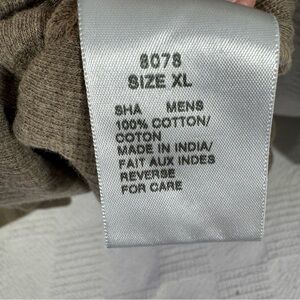 8078
SIZE XL
SHA MENS
100% COTTON/
COTON
MADE IN INDIA/
FAIT AUX INDES
REVERSE
FOR CARE